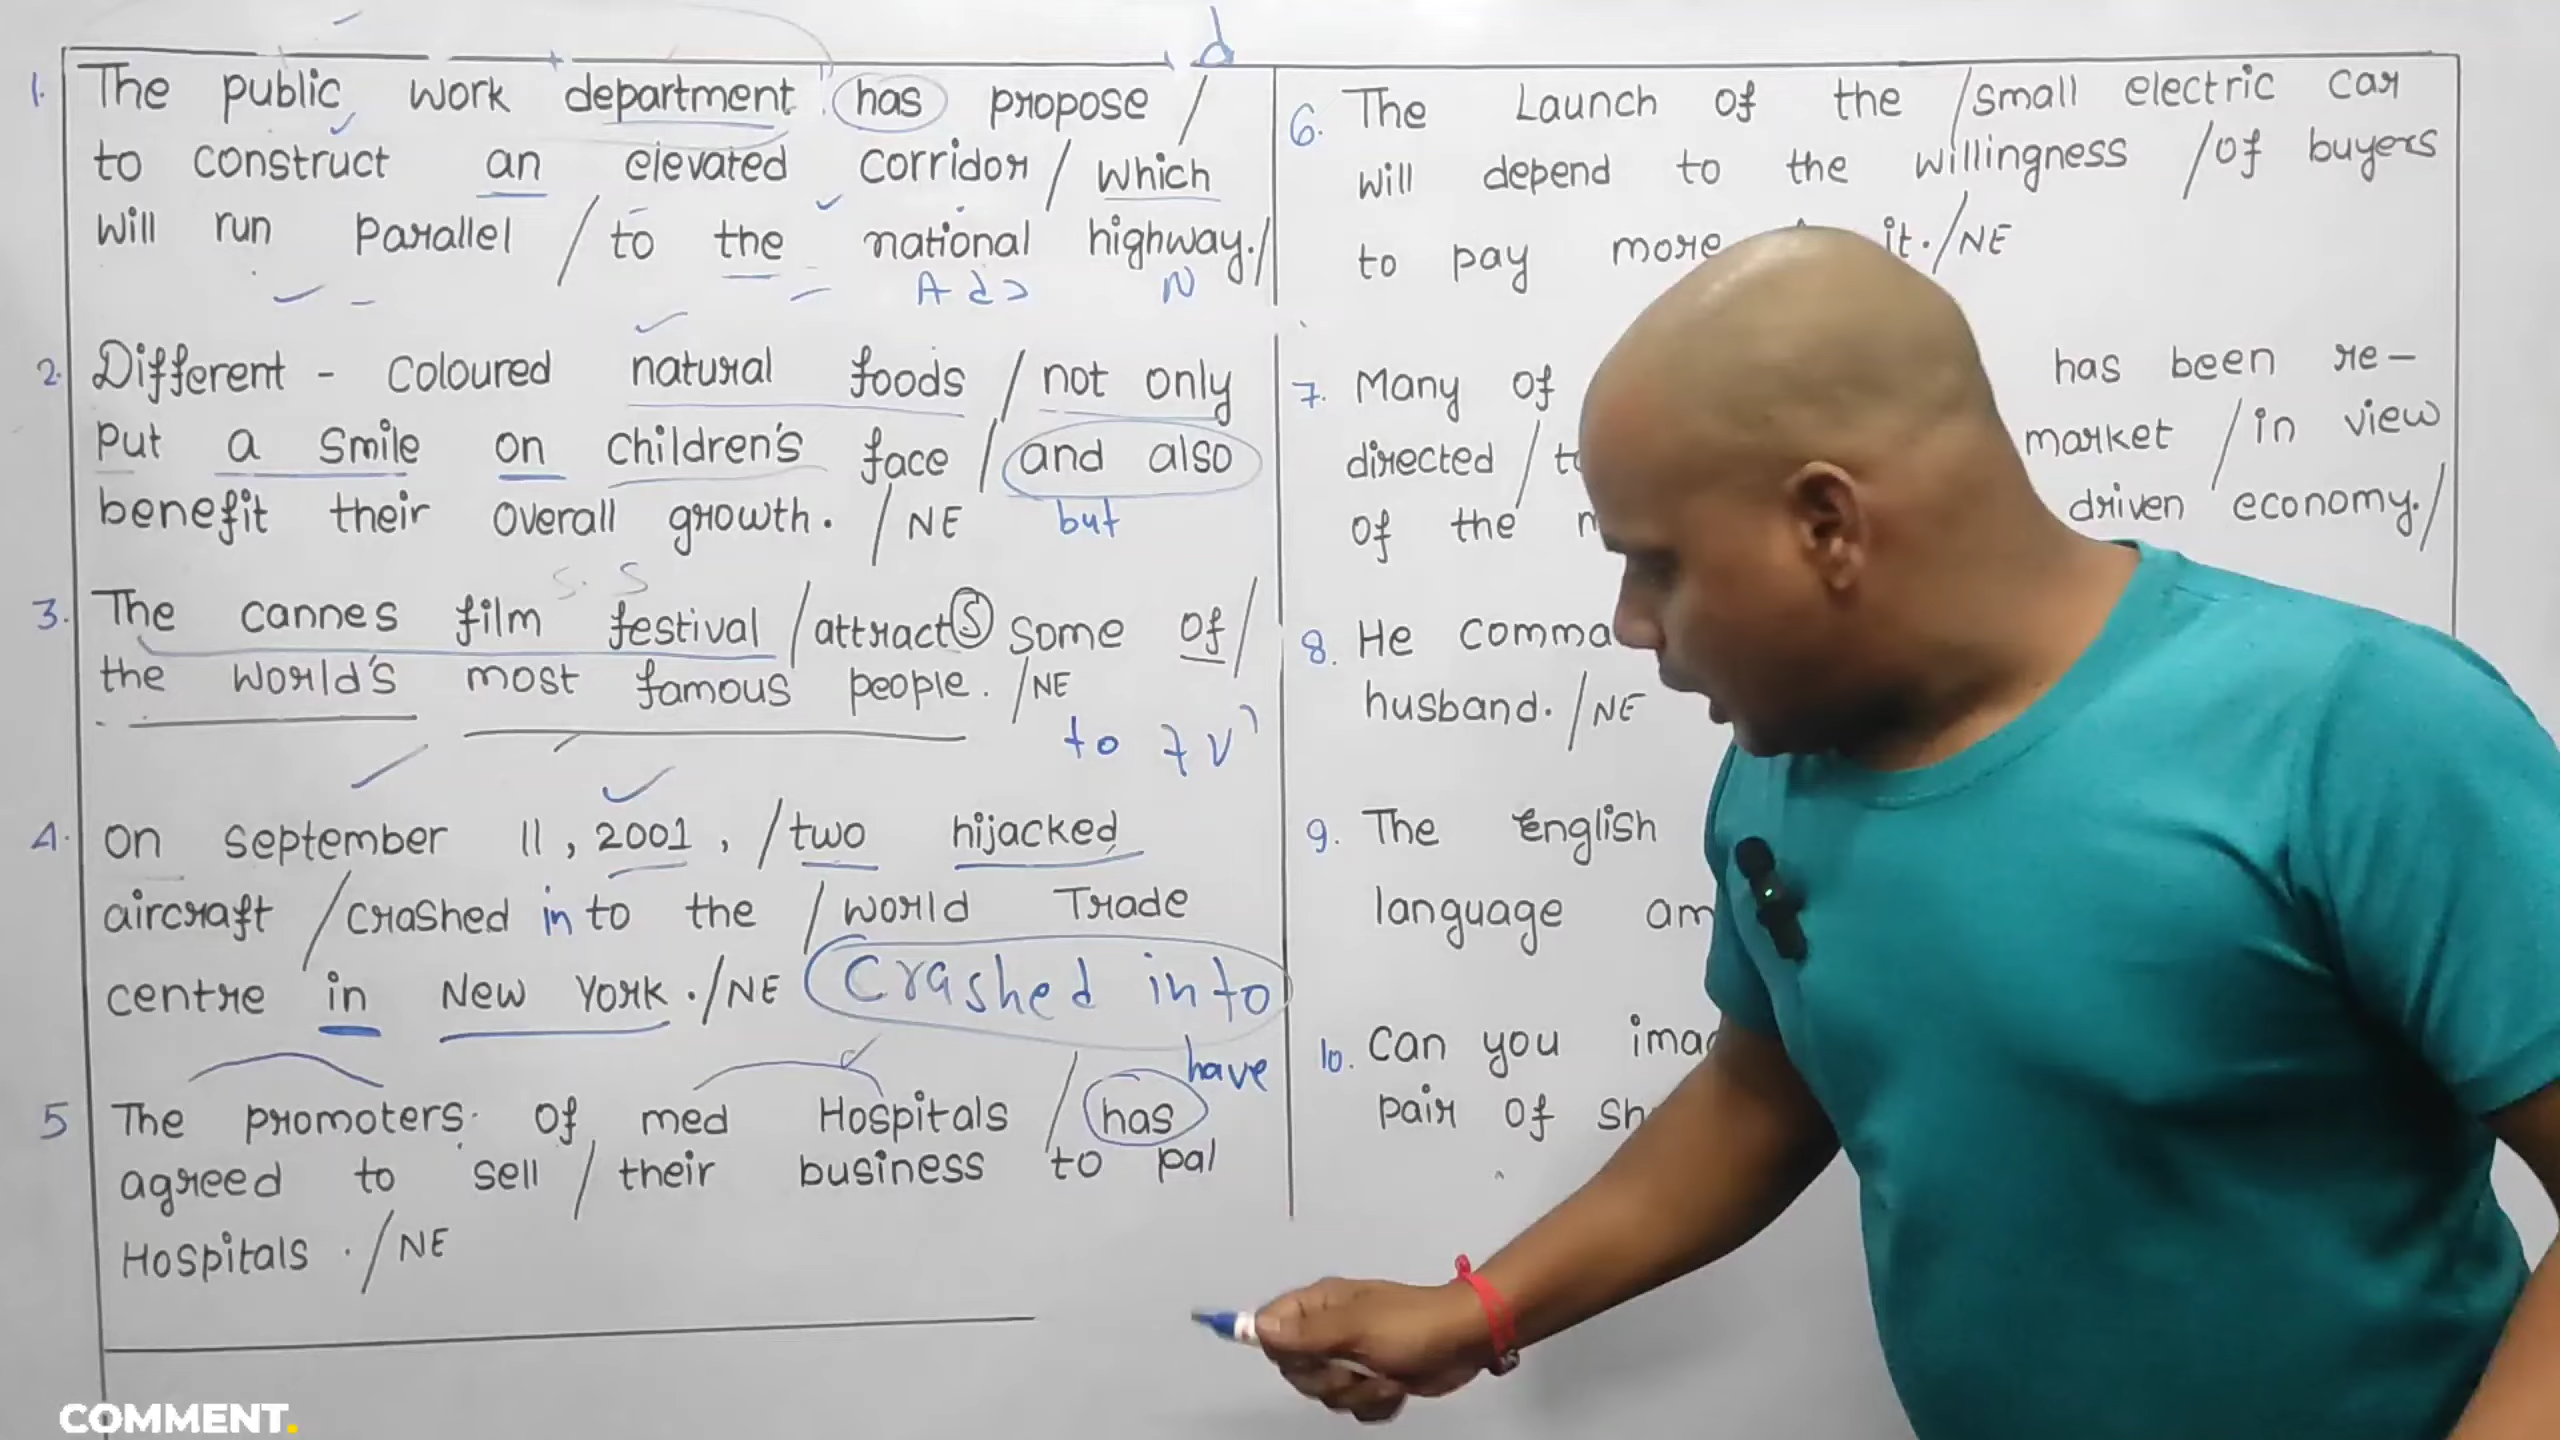 d
1. The public work department has propose /
to construct an elevated corridor / which
will run parallel / to the national highway./
Adj N
2. Different - coloured natural foods / not only
put a smile on children's face / and also
benefit their overall growth. / NE but
S. S
3. The cannes film festival / attract(S) some of /
the world's most famous people. / NE
to
4. on september 11, 2001, / two hijacked
aircraft / crashed into the / world Trade
centre in New York. / NE Crashed into
have
5 The promoters of med Hospitals / has
agreed to sell / their business to pal
Hospitals . / NE
6. The Launch of the / small electric car
will depend to the willingness / of buyers
to pay more it. / NE
7. Many of has been re-
directed / market / in view
of the driven economy./
8. He
husband. / NE
9. The English
language
10. Can you
pair of
COMMENT.